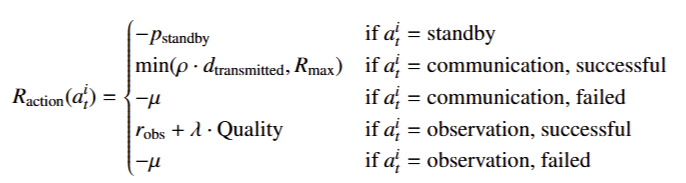 −p_standby if a_t^i = standby
min(ρ · d_transmitted, R_max) if a_t^i = communication, successful
R_action(a_t^i) = { −μ if a_t^i = communication, failed
r_obs + λ · Quality if a_t^i = observation, successful
−μ if a_t^i = observation, failed